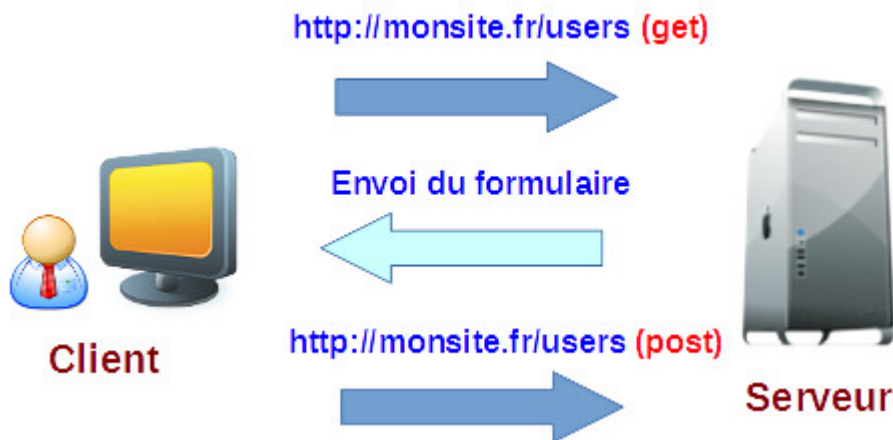 http://monsite.fr/users (get)
Envoi du formulaire
Client
http://monsite.fr/users (post)
Serveur